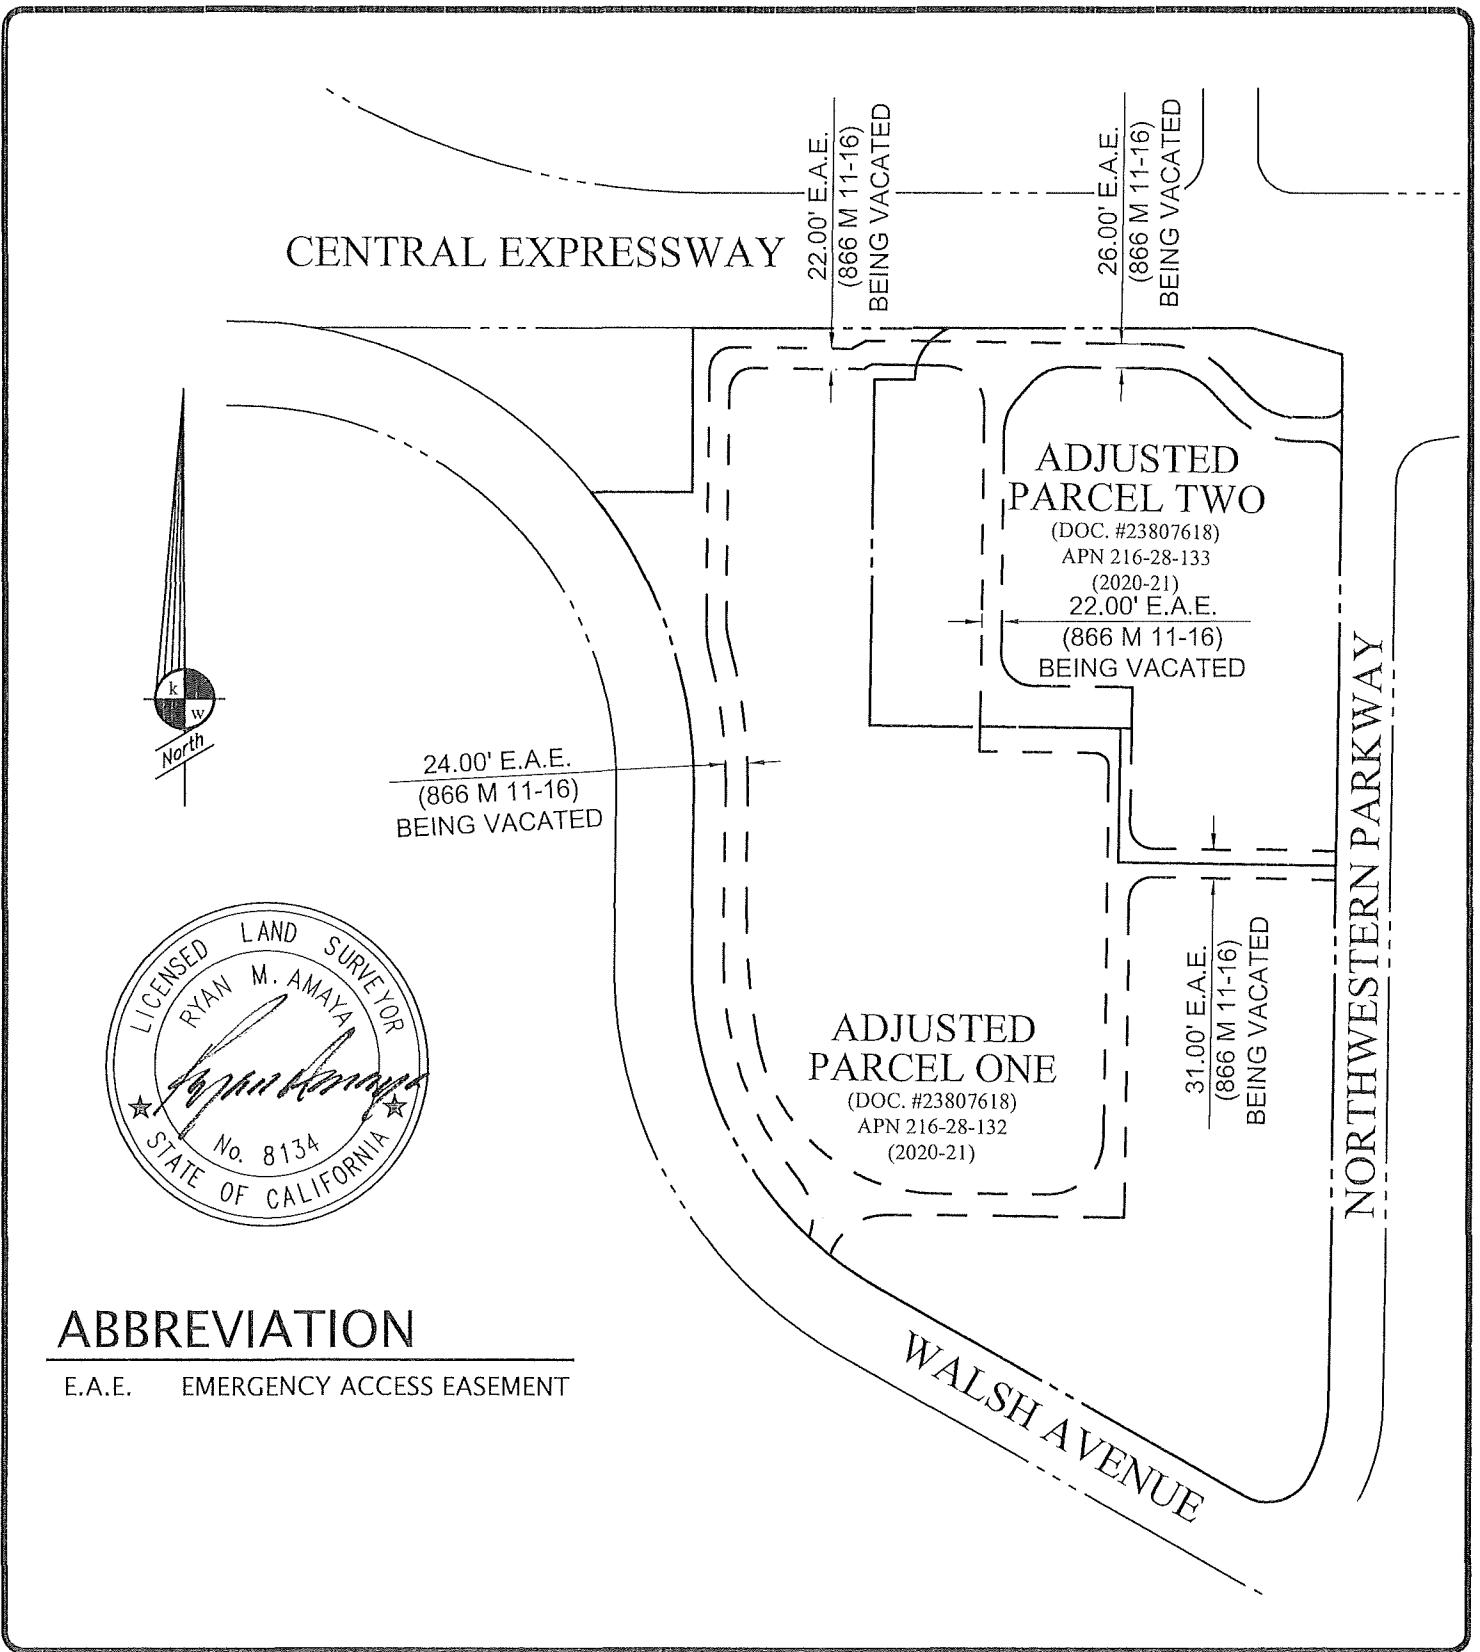 22.00' E.A.E.
(866 M 11-16)
BEING VACATED
26.00' E.A.E.
(866 M 11-16)
BEING VACATED
CENTRAL EXPRESSWAY
ADJUSTED
PARCEL TWO
(DOC. #23807618)
APN 216-28-133
(2020-21)
22.00' E.A.E.
(866 M 11-16)
BEING VACATED
k
w
North
24.00' E.A.E.
(866 M 11-16)
BEING VACATED
NORTHWESTERN PARKWAY
31.00' E.A.E.
(866 M 11-16)
BEING VACATED
LICENSED LAND SURVEYOR
RYAN M. AMAYA
No. 8134
STATE OF CALIFORNIA
ADJUSTED
PARCEL ONE
(DOC. #23807618)
APN 216-28-132
(2020-21)
WALSH AVENUE
ABBREVIATION
E.A.E. EMERGENCY ACCESS EASEMENT